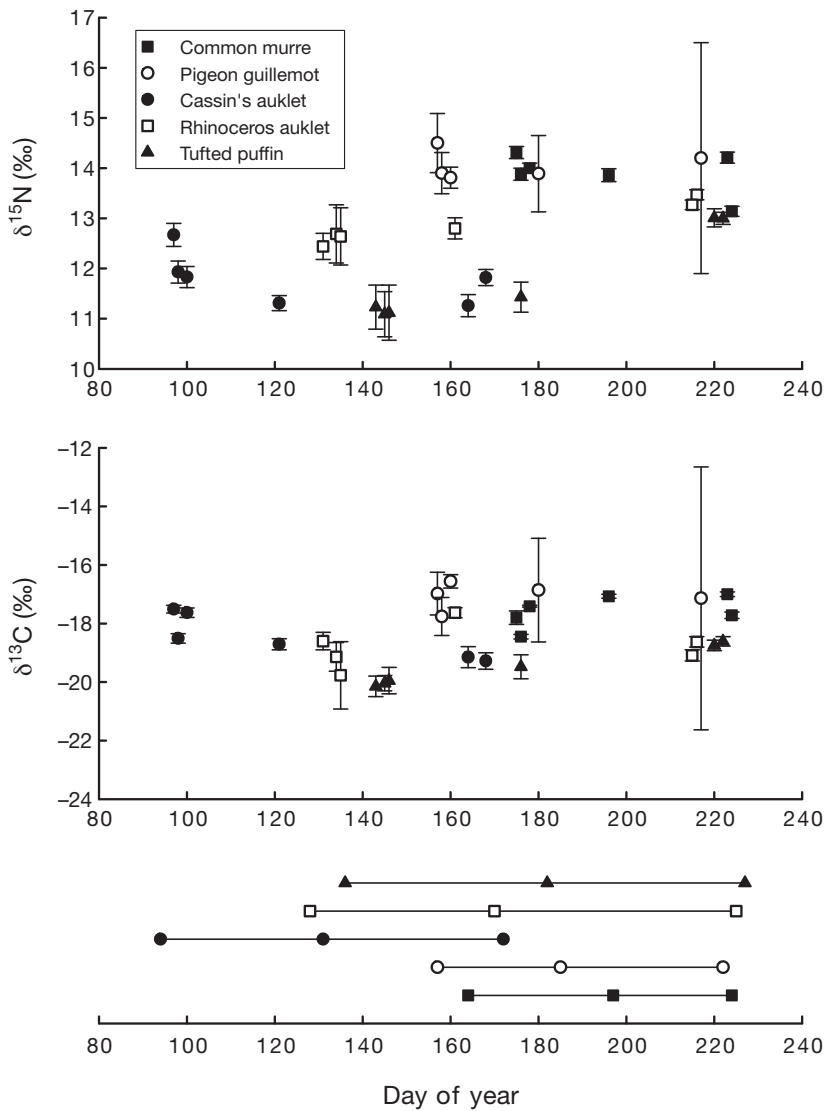 17
16
15
14
13
12
11
10
δ15N (‰)
Common murre
Pigeon guillemot
Cassin's auklet
Rhinoceros auklet
Tufted puffin
80 100 120 140 160 180 200 220 240
–12
–14
–16
–18
–20
–22
–24
δ13C (‰)
80 100 120 140 160 180 200 220 240
80 100 120 140 160 180 200 220 240
Day of year